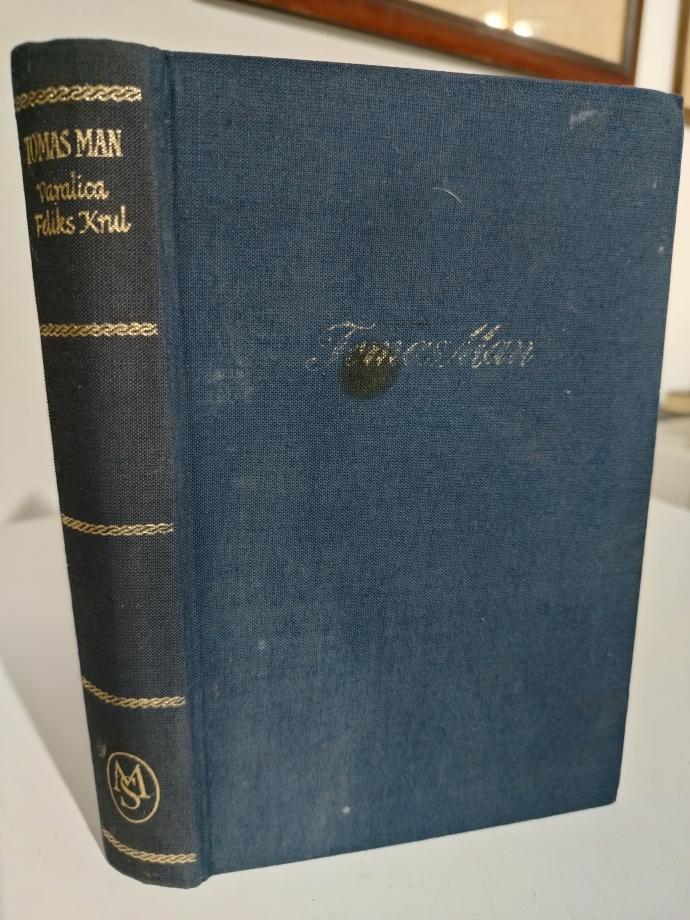 TOMAS MAN
varalica
Feliks Krul
Tomas Man
MS